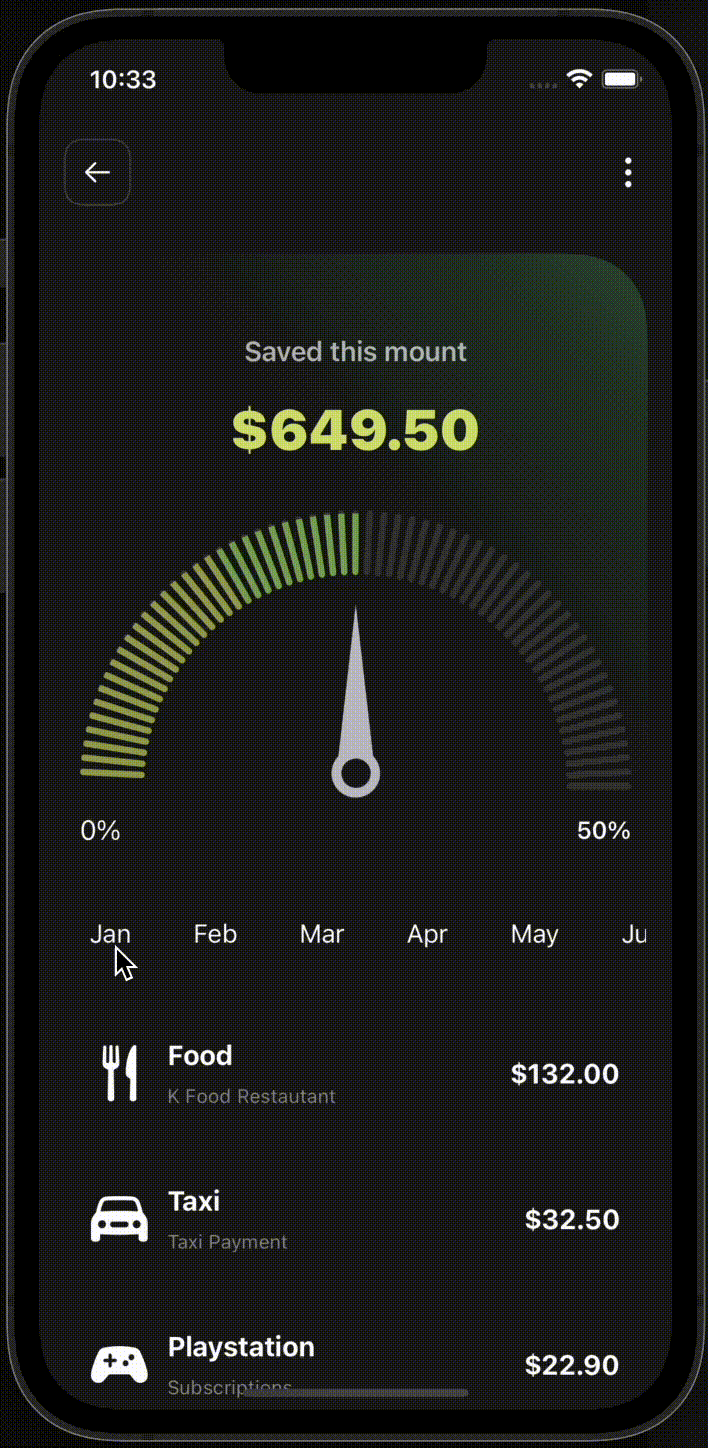 10:33
Saved this mount
$649.50
0%
50%
Jan Feb Mar Apr May Ju
Food
K Food Restautant
$132.00
Taxi
Taxi Payment
$32.50
Playstation
Subscriptions
$22.90